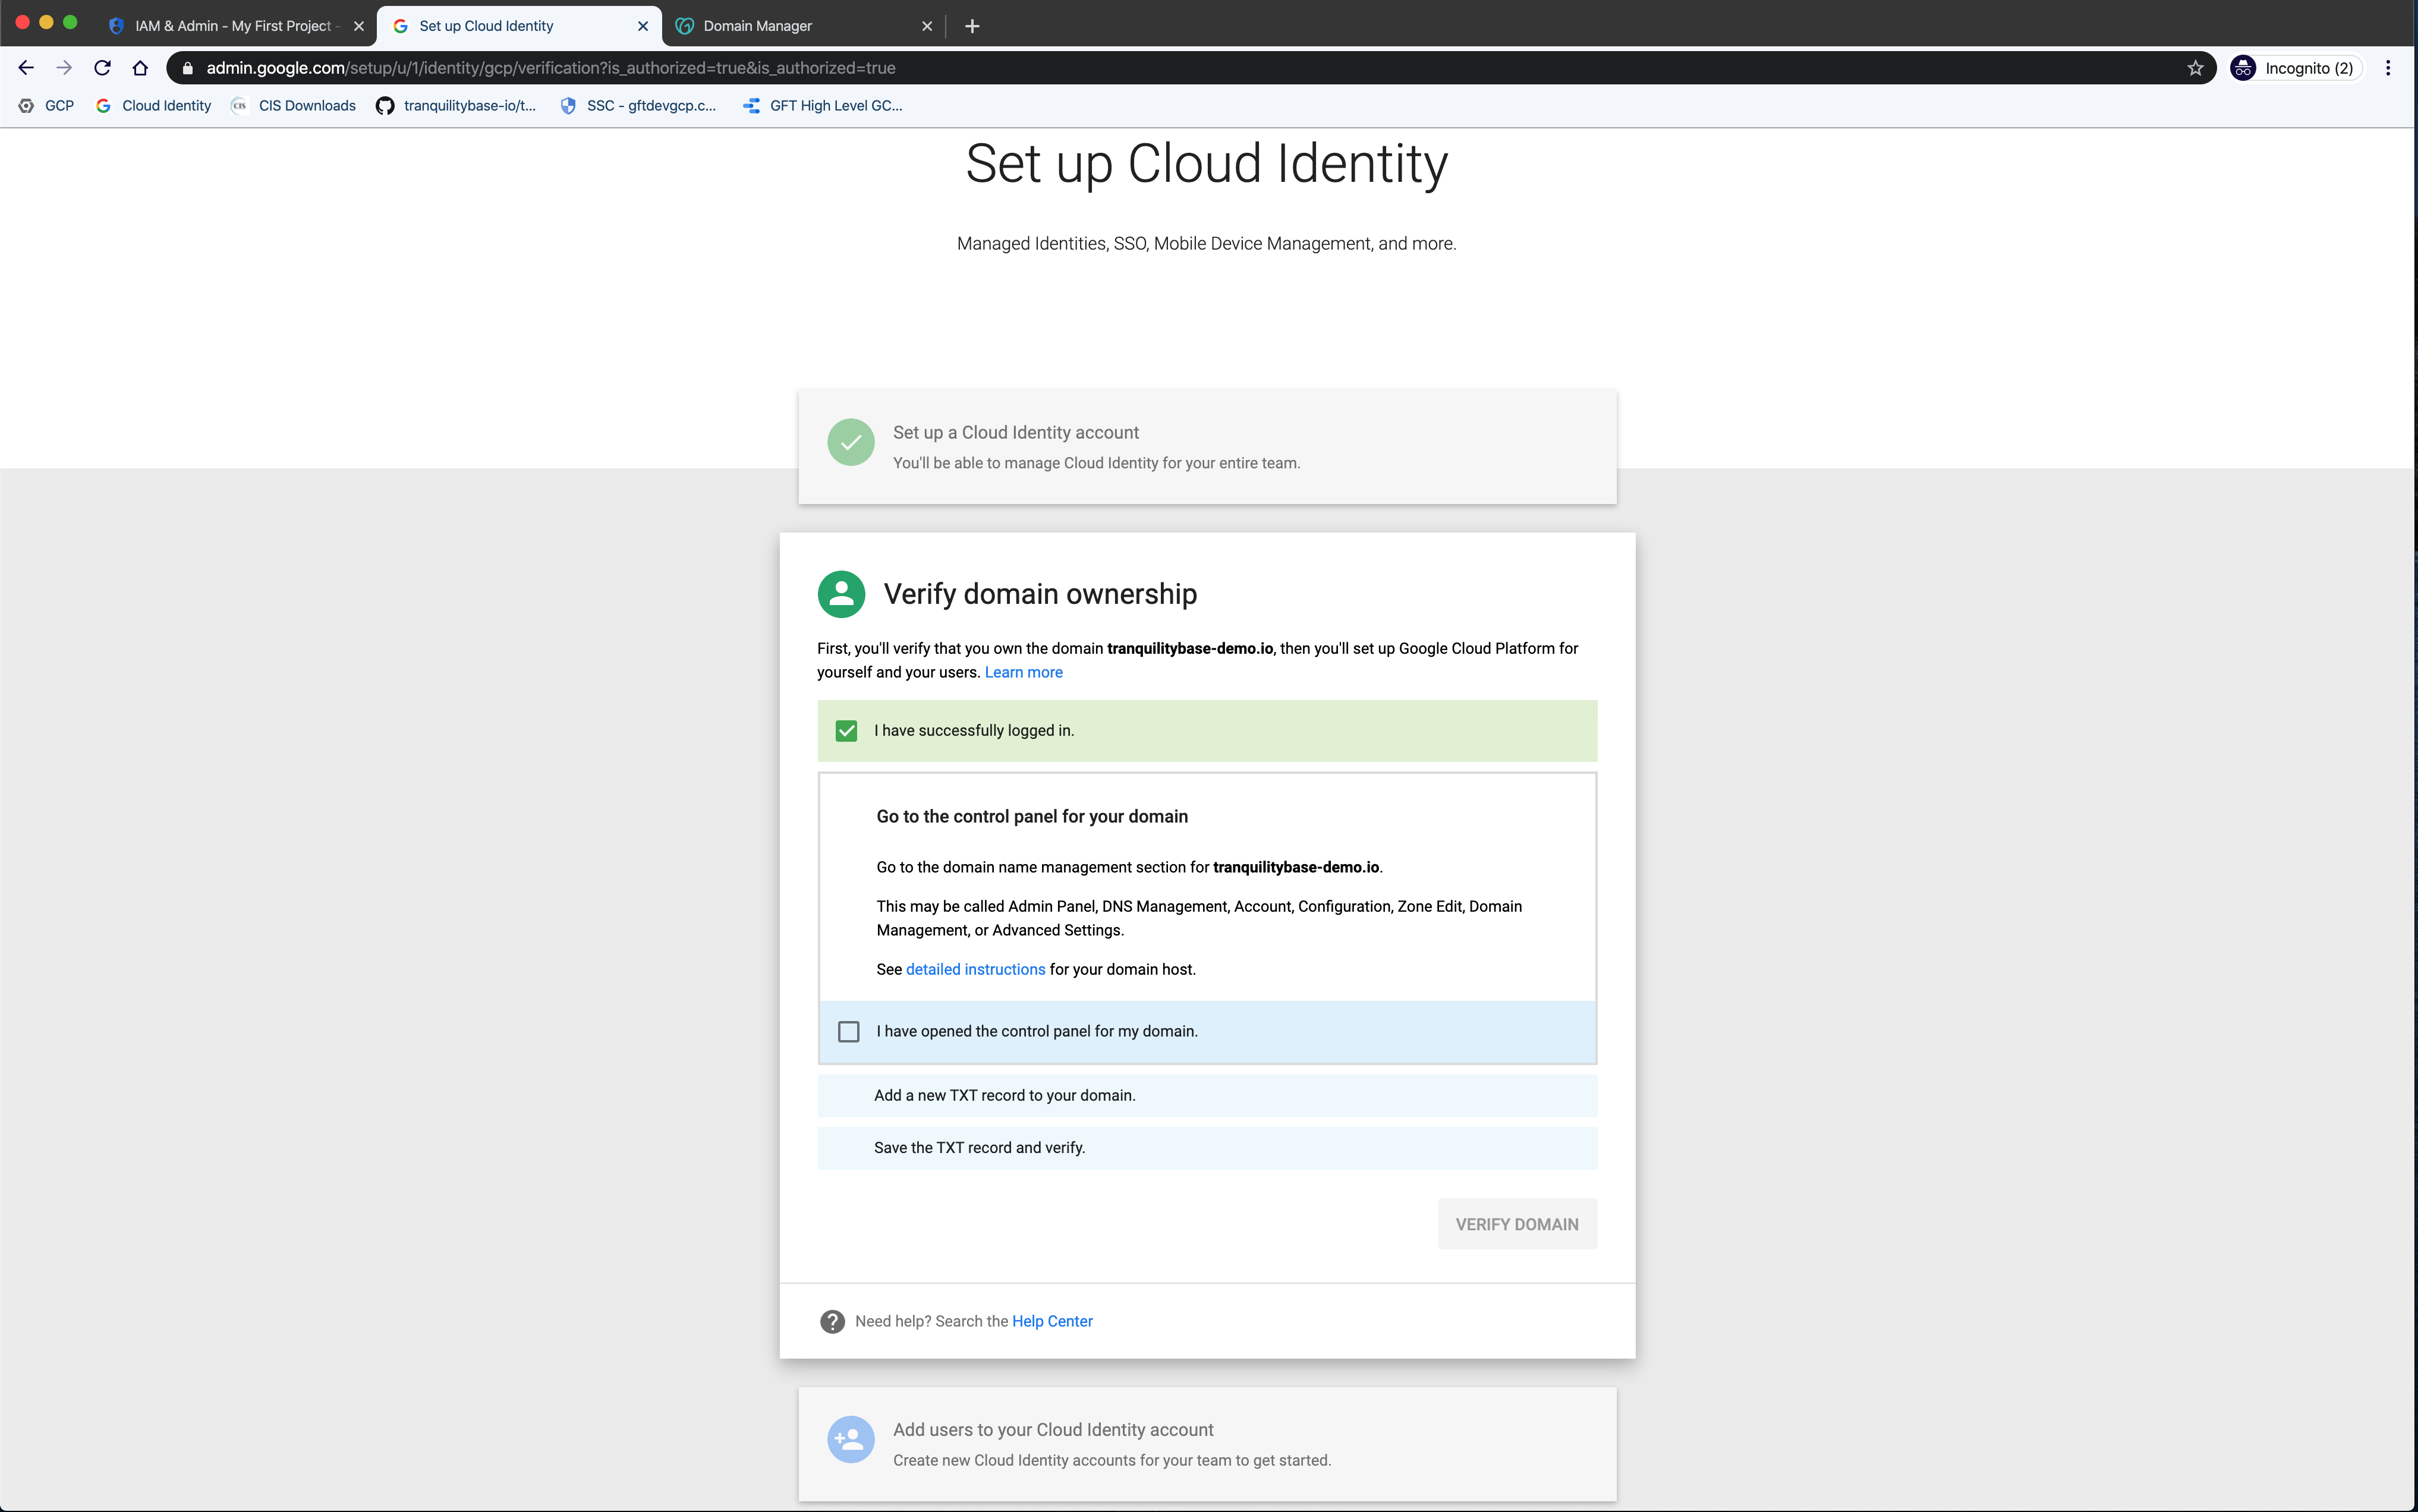 IAM & Admin - My First Project -
Set up Cloud Identity
Domain Manager
admin.google.com/setup/u/1/identity/gcp/verification?is_authorized=true&is_authorized=true
Incognito (2)
GCP
Cloud Identity
CIS
CIS Downloads
tranquilitybase-io/t...
SSC - gftdevgcp.c...
GFT High Level GC...
Set up Cloud Identity
Managed Identities, SSO, Mobile Device Management, and more.
Set up a Cloud Identity account
You'll be able to manage Cloud Identity for your entire team.
Verify domain ownership
First, you'll verify that you own the domain tranquilitybase-demo.io, then you'll set up Google Cloud Platform for
yourself and your users. Learn more
I have successfully logged in.
Go to the control panel for your domain
Go to the domain name management section for tranquilitybase-demo.io.
This may be called Admin Panel, DNS Management, Account, Configuration, Zone Edit, Domain
Management, or Advanced Settings.
See detailed instructions for your domain host.
I have opened the control panel for my domain.
Add a new TXT record to your domain.
Save the TXT record and verify.
VERIFY DOMAIN
Need help? Search the Help Center
Add users to your Cloud Identity account
Create new Cloud Identity accounts for your team to get started.